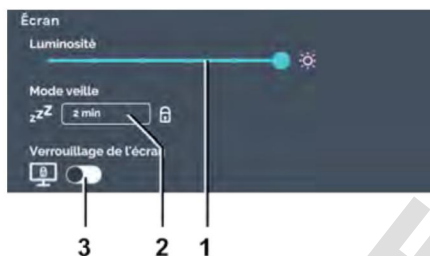 Écran
Luminosité
Mode veille
zzZ 2 min
Verrouillage de l'écran
3 2 1